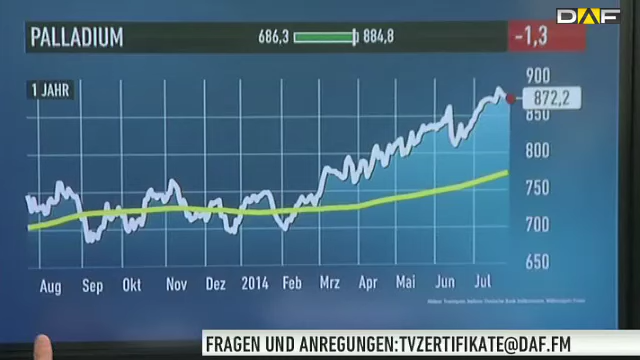 DAF
PALLADIUM 686,3 884,8 -1,3
1 JAHR
900
872,2
850
800
750
700
650
Aug Sep Okt Nov Dez 2014 Feb Mrz Apr Mai Jun Jul
FRAGEN UND ANREGUNGEN:TVZERTIFIKATE@DAF.FM